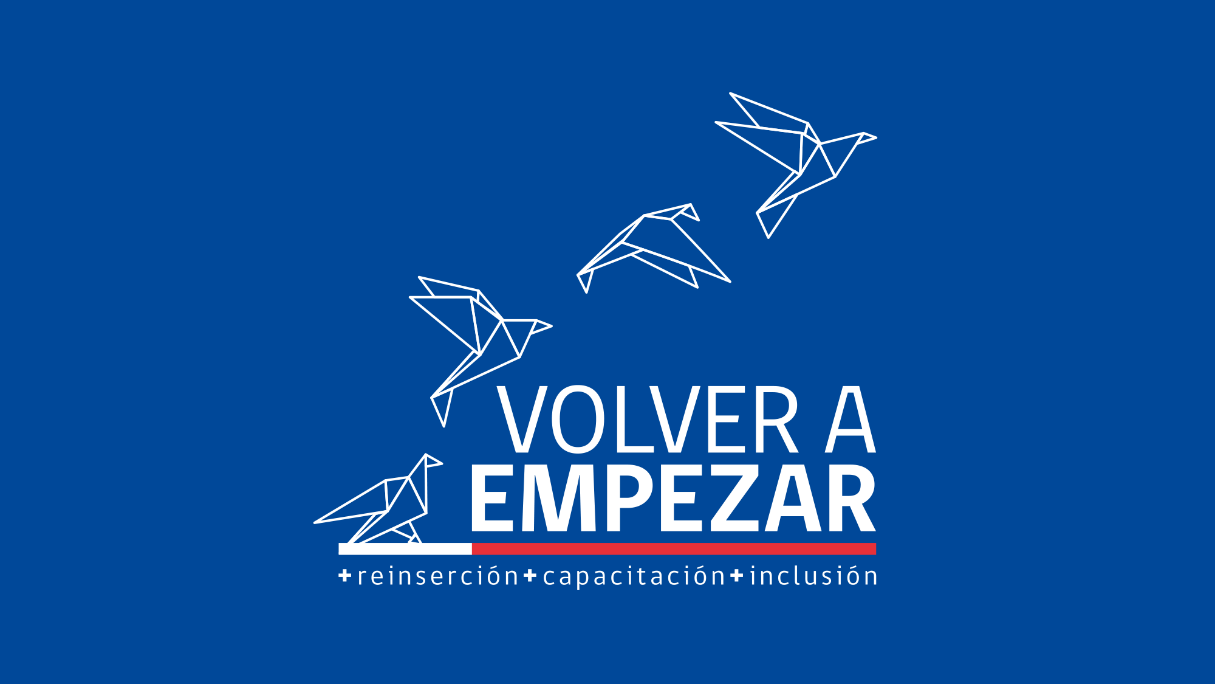 VOLVER A
EMPEZAR
+reinserción+capacitación+inclusión